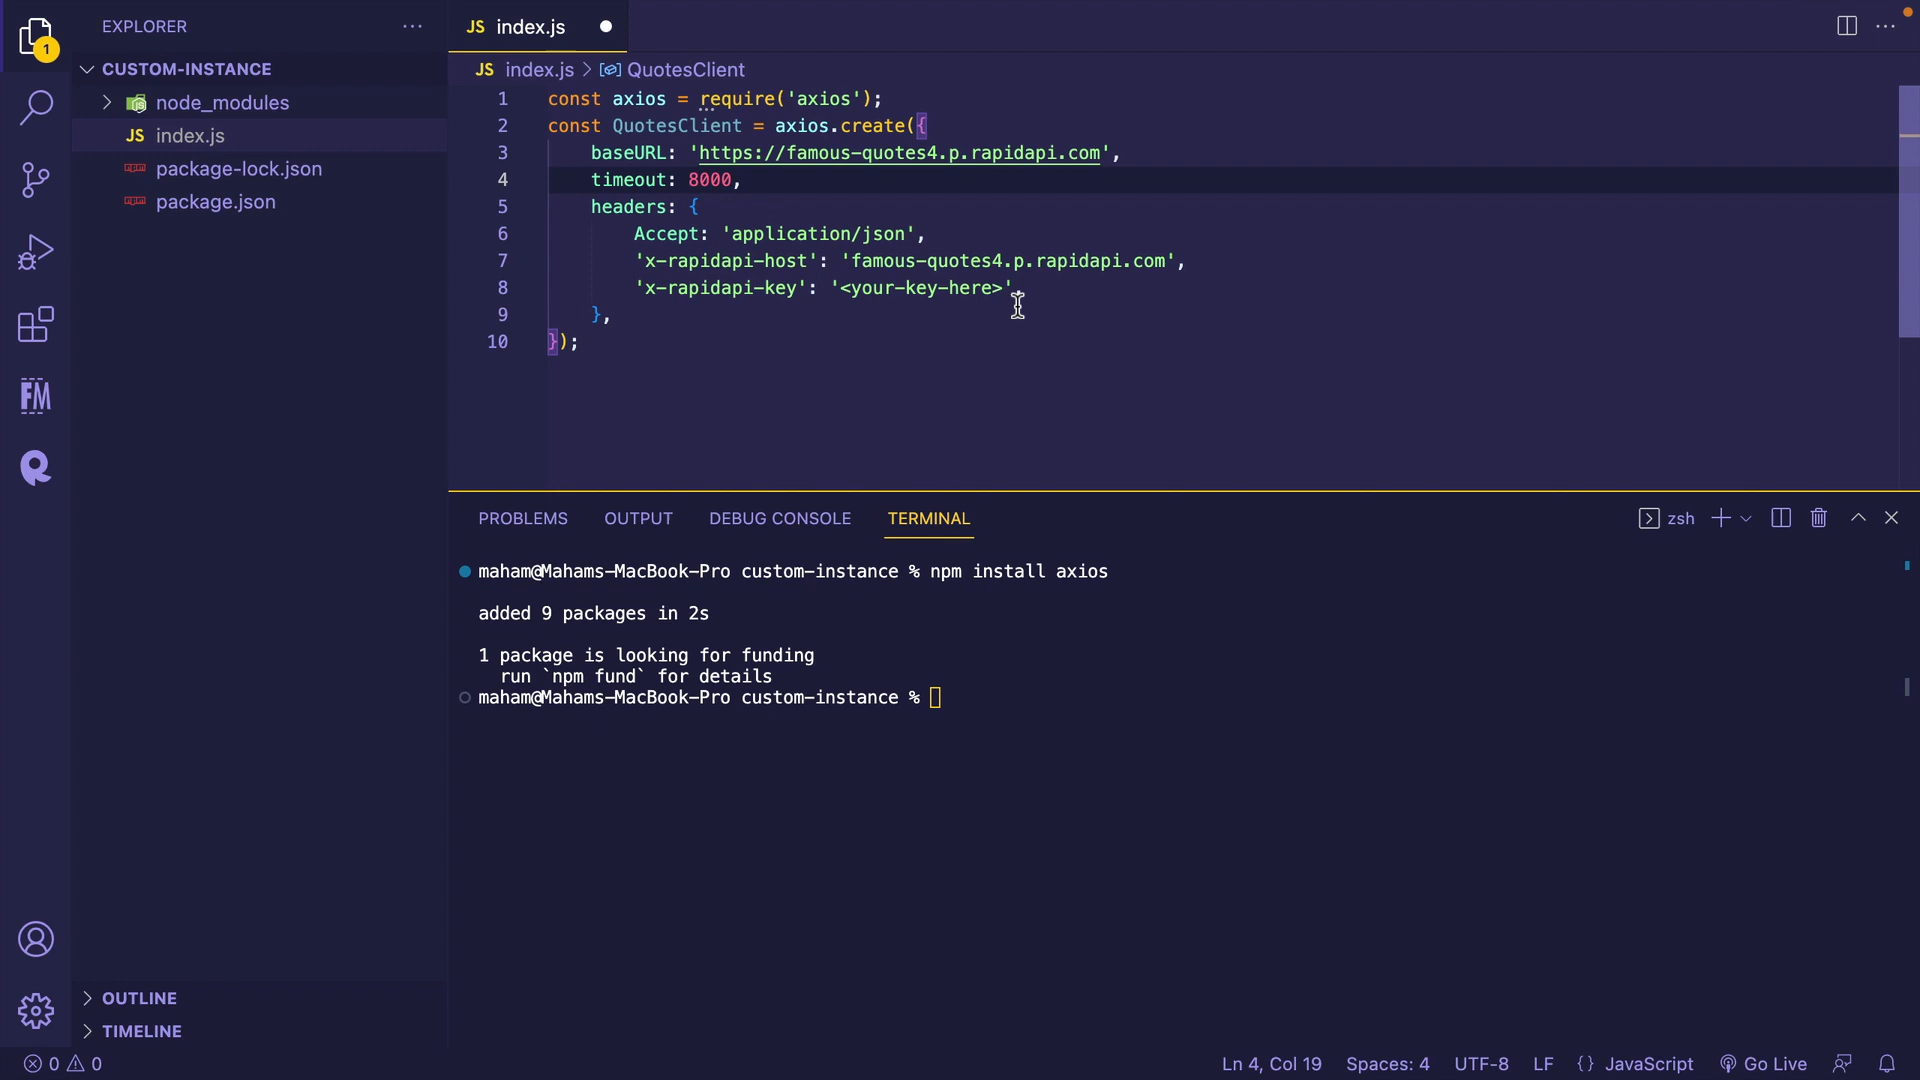 1
EXPLORER
CUSTOM-INSTANCE
node_modules
JS index.js
package-lock.json
package.json
OUTLINE
TIMELINE
FM
JS index.js
JS index.js > QuotesClient
1 const axios = require('axios');
2 const QuotesClient = axios.create({
3 baseURL: 'https://famous-quotes4.p.rapidapi.com',
4 timeout: 8000,
5 headers: {
6 Accept: 'application/json',
7 'x-rapidapi-host': 'famous-quotes4.p.rapidapi.com',
8 'x-rapidapi-key': '<your-key-here>',
9 },
10 });
PROBLEMS OUTPUT DEBUG CONSOLE TERMINAL zsh
maham@Mahams-MacBook-Pro custom-instance % npm install axios
added 9 packages in 2s
1 package is looking for funding
run `npm fund` for details
maham@Mahams-MacBook-Pro custom-instance %
0 0 Ln 4, Col 19 Spaces: 4 UTF-8 LF {} JavaScript Go Live